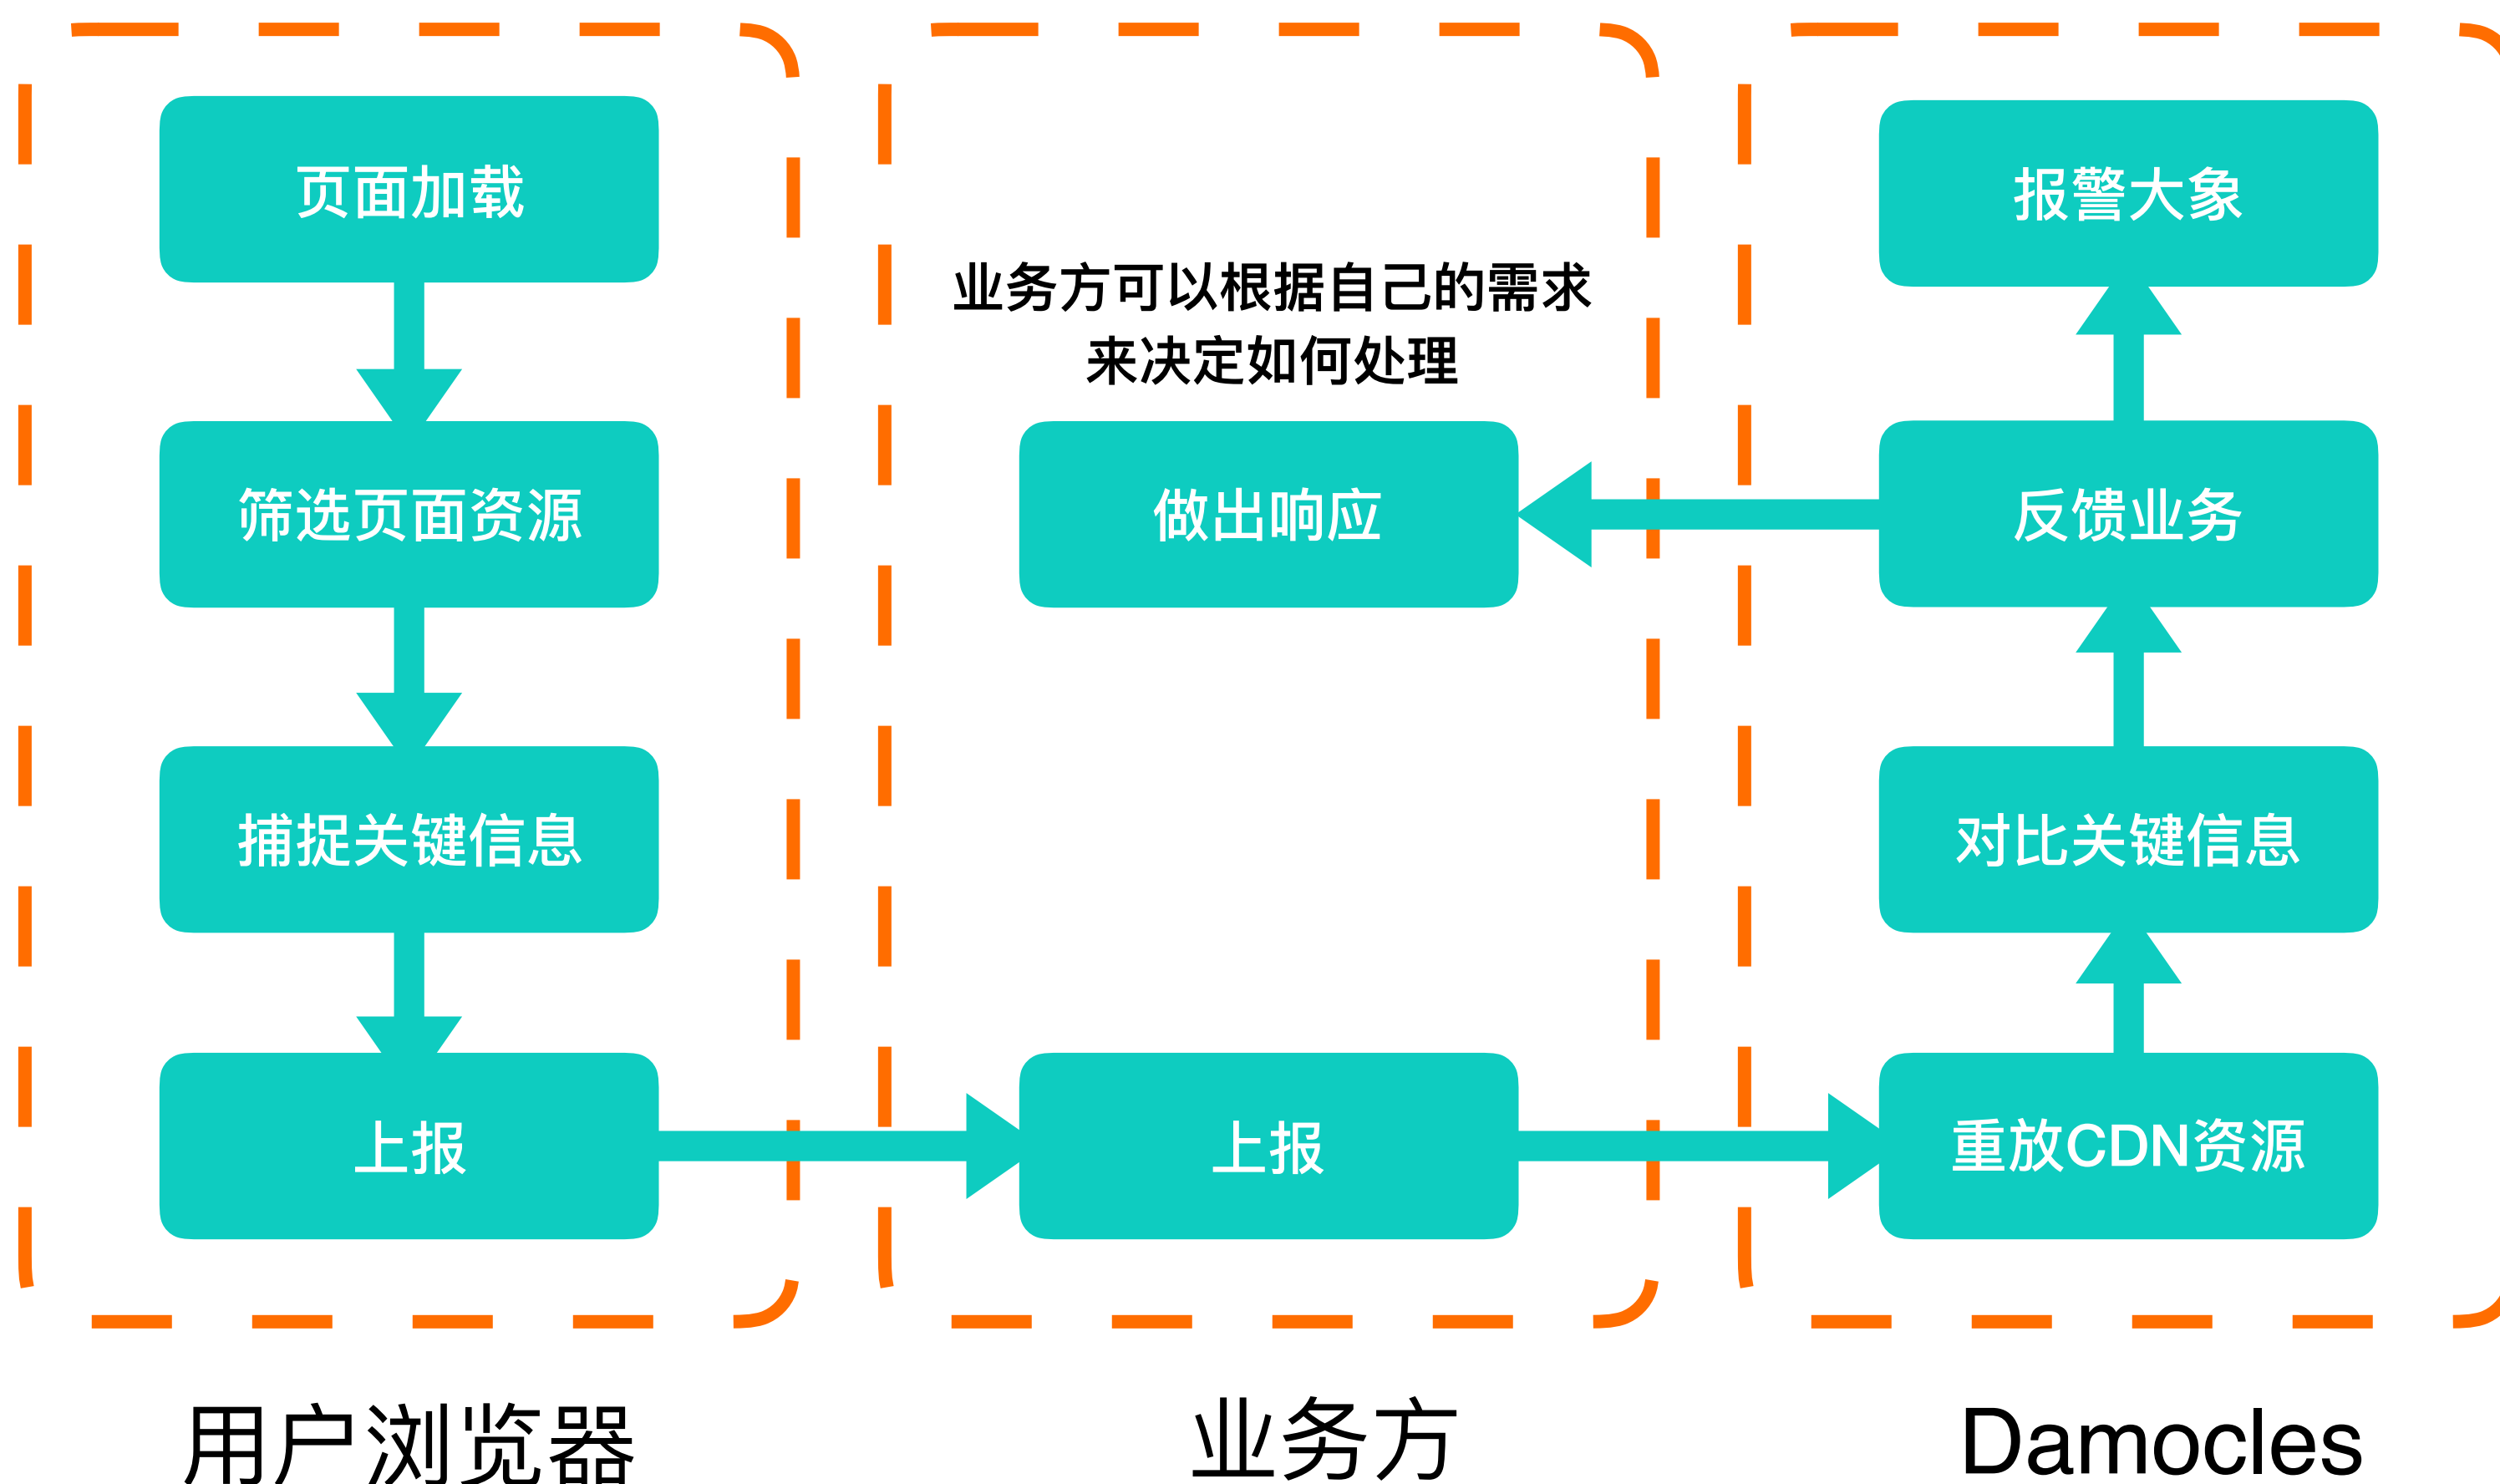 页面加载
筛选页面资源
捕捉关键信息
上报
用户浏览器
业务方可以根据自己的需求
来决定如何处理
做出响应
上报
业务方
报警大象
反馈业务
对比关键信息
重放CDN资源
Damocles